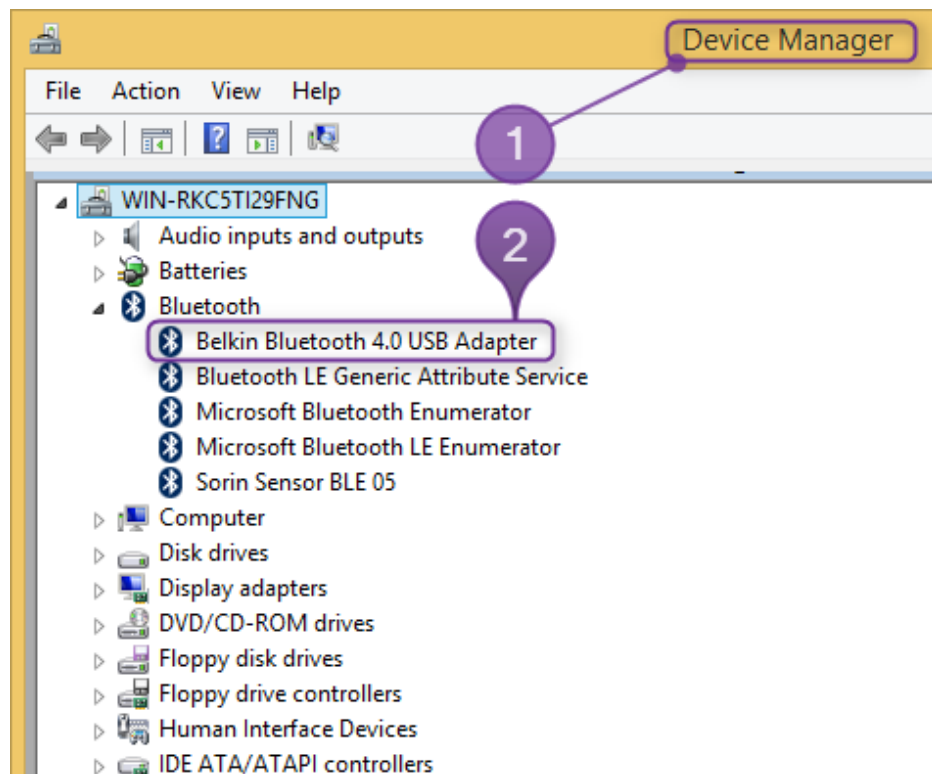 Device Manager
File Action View Help
1
WIN-RKC5TI29FNG
Audio inputs and outputs
2
Batteries
Bluetooth
Belkin Bluetooth 4.0 USB Adapter
Bluetooth LE Generic Attribute Service
Microsoft Bluetooth Enumerator
Microsoft Bluetooth LE Enumerator
Sorin Sensor BLE 05
Computer
Disk drives
Display adapters
DVD/CD-ROM drives
Floppy disk drives
Floppy drive controllers
Human Interface Devices
IDE ATA/ATAPI controllers